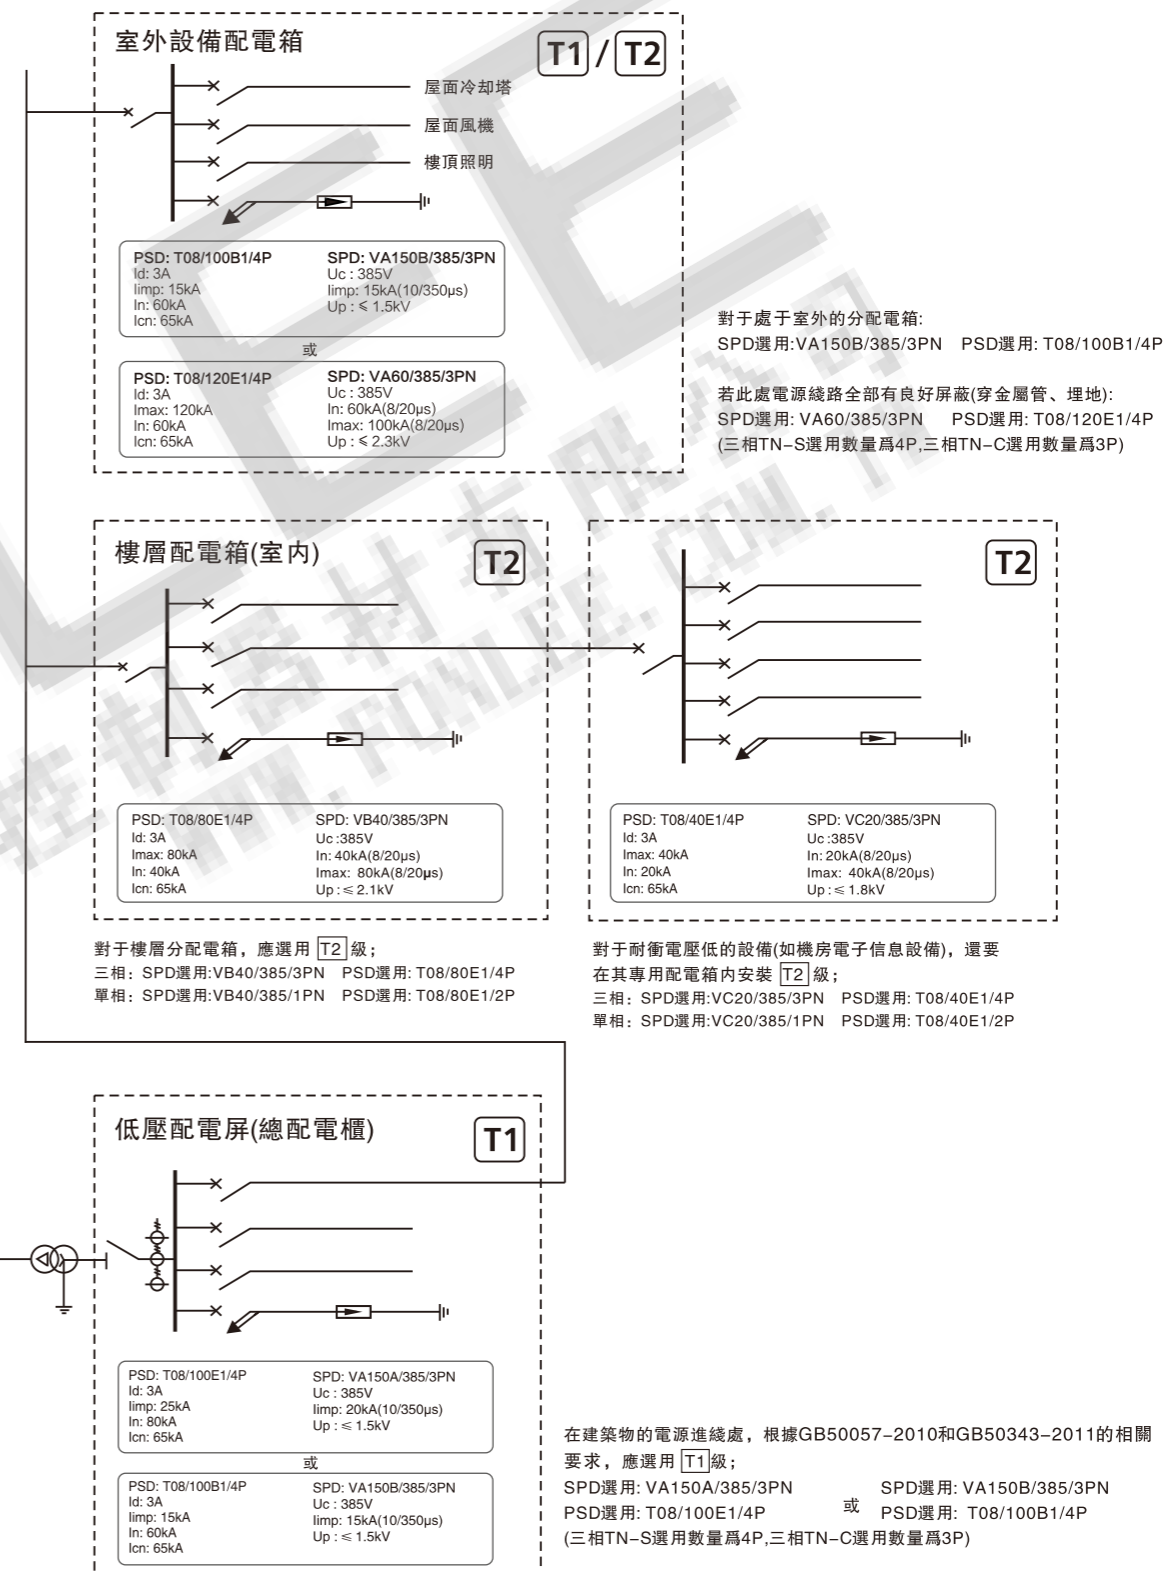 室外設備配電箱
T1/T2
屋面冷却塔
屋面風機
樓頂照明
PSD: T08/100B1/4P
Id: 3A
Iimp: 15kA
In: 60kA
Icn: 65kA
SPD: VA150B/385/3PN
Uc : 385V
Iimp: 15kA(10/350μs)
Up : ≤ 1.5kV
或
PSD: T08/120E1/4P
Id: 3A
Imax: 120kA
In: 60kA
Icn: 65kA
SPD: VA60/385/3PN
Uc : 385V
In: 60kA(8/20μs)
Imax: 100kA(8/20μs)
Up : ≤ 2.3kV
對于處于室外的分配電箱:
SPD選用:VA150B/385/3PN PSD選用: T08/100B1/4P
若此處電源綫路全部有良好屏蔽(穿金屬管、埋地):
SPD選用: VA60/385/3PN PSD選用: T08/120E1/4P
(三相TN–S選用數量爲4P,三相TN–C選用數量爲3P)
樓層配電箱(室内)
T2
PSD: T08/80E1/4P
Id: 3A
Imax: 80kA
In: 40kA
Icn: 65kA
SPD: VB40/385/3PN
Uc :385V
In: 40kA(8/20μs)
Imax: 80kA(8/20μs)
Up : ≤ 2.1kV
對于樓層分配電箱，應選用 T2 級；
三相：SPD選用:VB40/385/3PN PSD選用: T08/80E1/4P
單相：SPD選用:VB40/385/1PN PSD選用: T08/80E1/2P
T2
PSD: T08/40E1/4P
Id: 3A
Imax: 40kA
In: 20kA
Icn: 65kA
SPD: VC20/385/3PN
Uc :385V
In: 20kA(8/20μs)
Imax: 40kA(8/20μs)
Up : ≤ 1.8kV
對于耐衝電壓低的設備(如機房電子信息設備)，還要
在其專用配電箱内安裝 T2 級；
三相：SPD選用:VC20/385/3PN PSD選用: T08/40E1/4P
單相：SPD選用:VC20/385/1PN PSD選用: T08/40E1/2P
低壓配電屏(總配電櫃)
T1
PSD: T08/100E1/4P
Id: 3A
Iimp: 25kA
In: 80kA
Icn: 65kA
SPD: VA150A/385/3PN
Uc : 385V
Iimp: 20kA(10/350μs)
Up : ≤ 1.5kV
或
PSD: T08/100B1/4P
Id: 3A
Iimp: 15kA
In: 60kA
Icn: 65kA
SPD: VA150B/385/3PN
Uc : 385V
Iimp: 15kA(10/350μs)
Up : ≤ 1.5kV
在建築物的電源進綫處，根據GB50057–2010和GB50343–2011的相關
要求，應選用 T1 級；
SPD選用: VA150A/385/3PN
PSD選用: T08/100E1/4P
或
SPD選用: VA150B/385/3PN
PSD選用: T08/100B1/4P
(三相TN–S選用數量爲4P,三相TN–C選用數量爲3P)